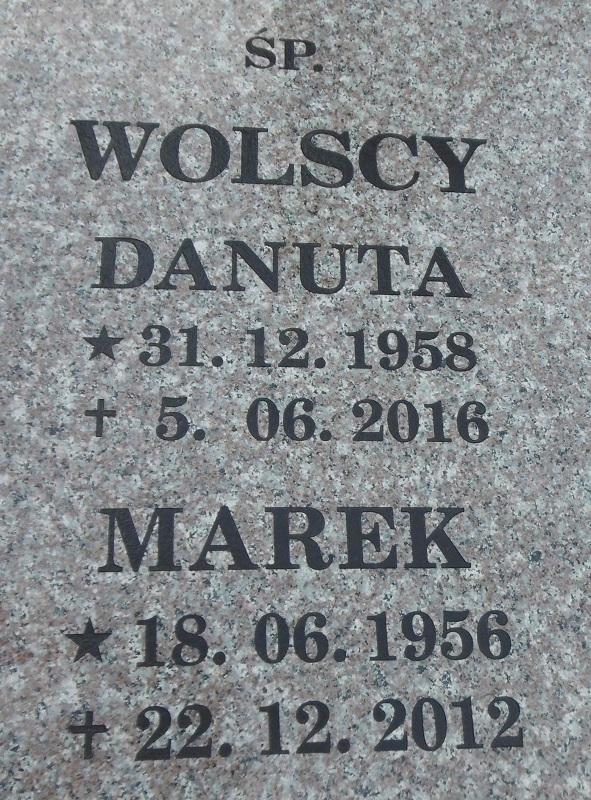 ŚP.
WOLSCY
DANUTA
★ 31. 12. 1958
✝ 5. 06. 2016
MAREK
★ 18. 06. 1956
✝ 22. 12. 2012